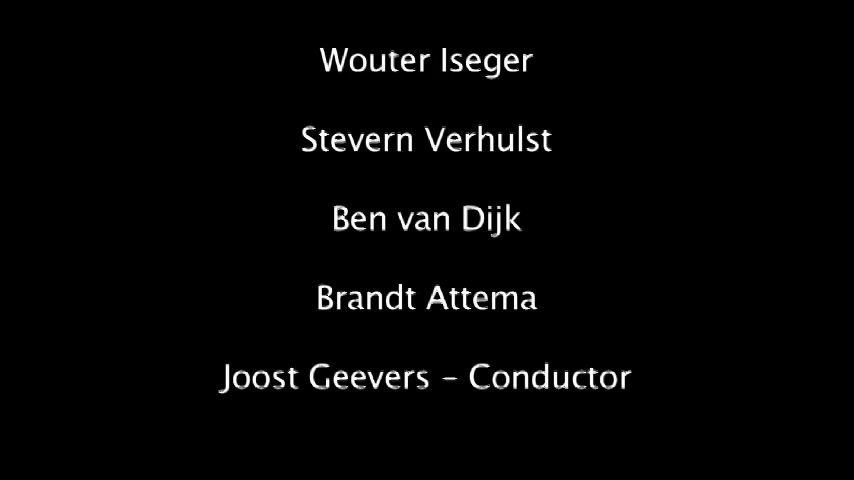 Wouter Iseger
Stevern Verhulst
Ben van Dijk
Brandt Attema
Joost Geevers – Conductor